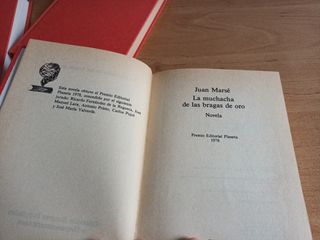 Esta novela obtuvo el Premio Editorial
Planeta 1978, concedido por el siguiente
jurado: Ricardo Fernández de la Reguera, José
Manuel Lara, Antonio Prieto, Carlos Pujol
y José María Valverde.
Juan Marsé
La muchacha
de las bragas de oro
Novela
Premio Editorial Planeta
1978